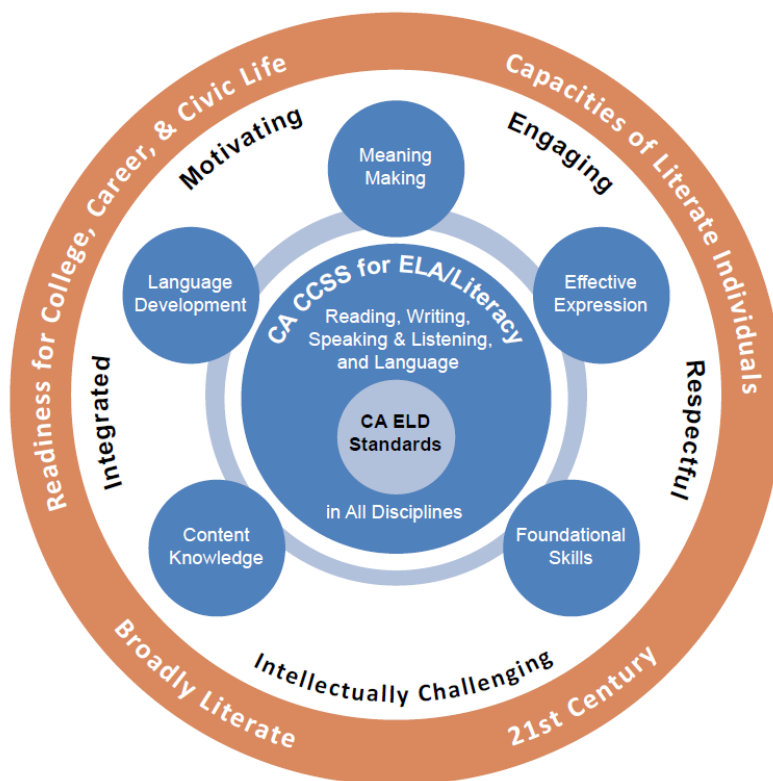 Readiness for College, Career, & Civic Life
Capacities of Literate Individuals
Motivating
Engaging
Meaning
Making
Language
Development
Effective
Expression
CA CCSS for ELA/Literacy
Reading, Writing,
Speaking & Listening,
and Language
CA ELD
Standards
in All Disciplines
Integrated
Respectful
Content
Knowledge
Foundational
Skills
Intellectually Challenging
Broadly Literate
21st Century